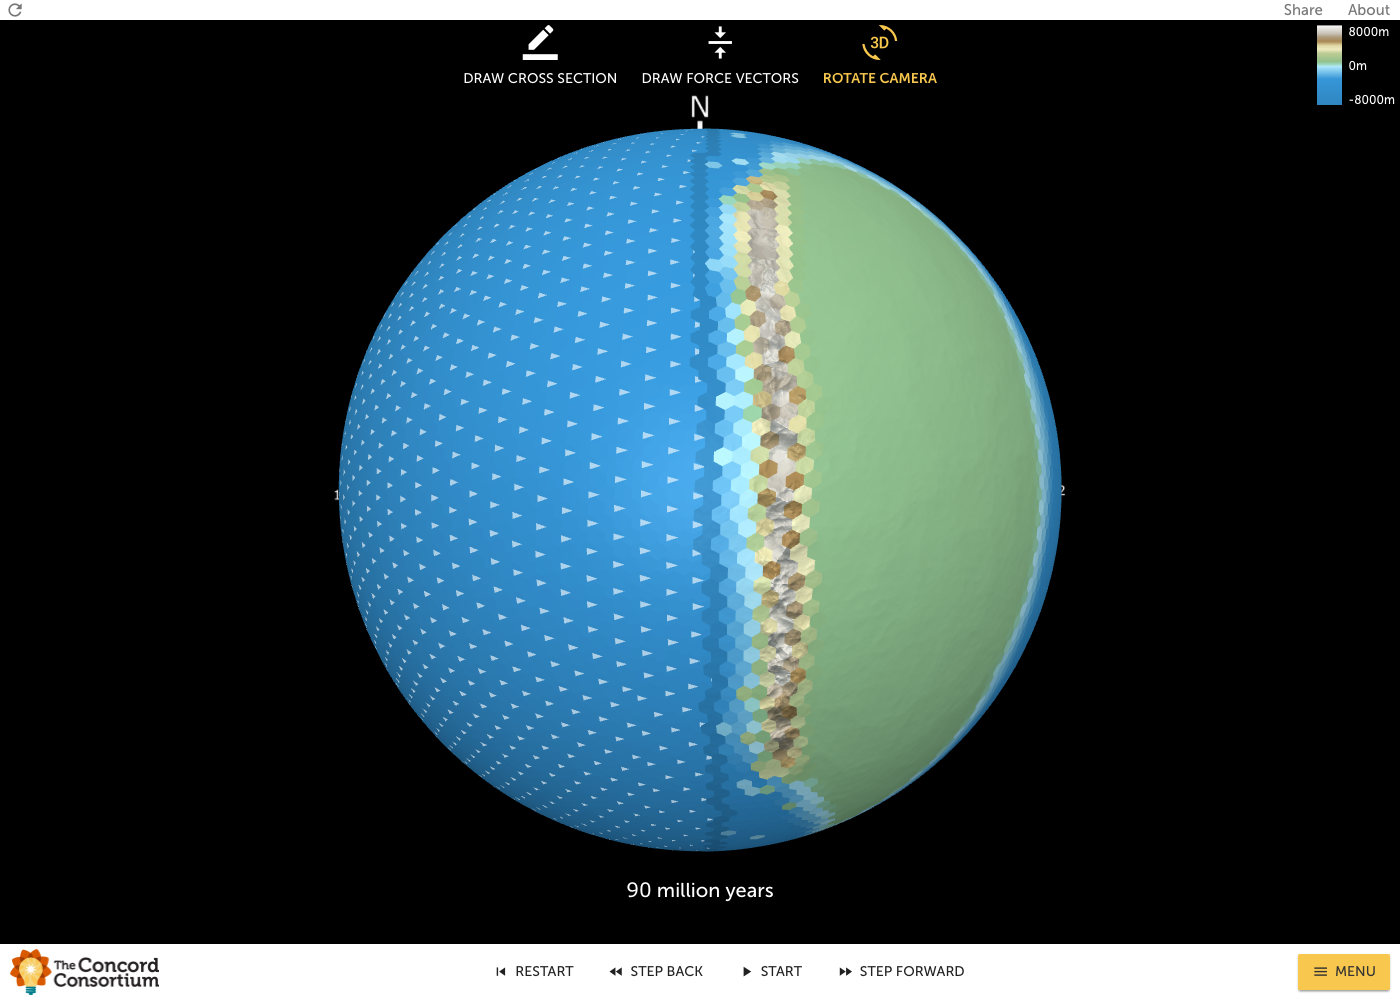 Share About
8000m
0m
-8000m
3D
DRAW CROSS SECTION DRAW FORCE VECTORS ROTATE CAMERA
N
1 2
90 million years
The Concord
Consortium
RESTART STEP BACK START STEP FORWARD MENU